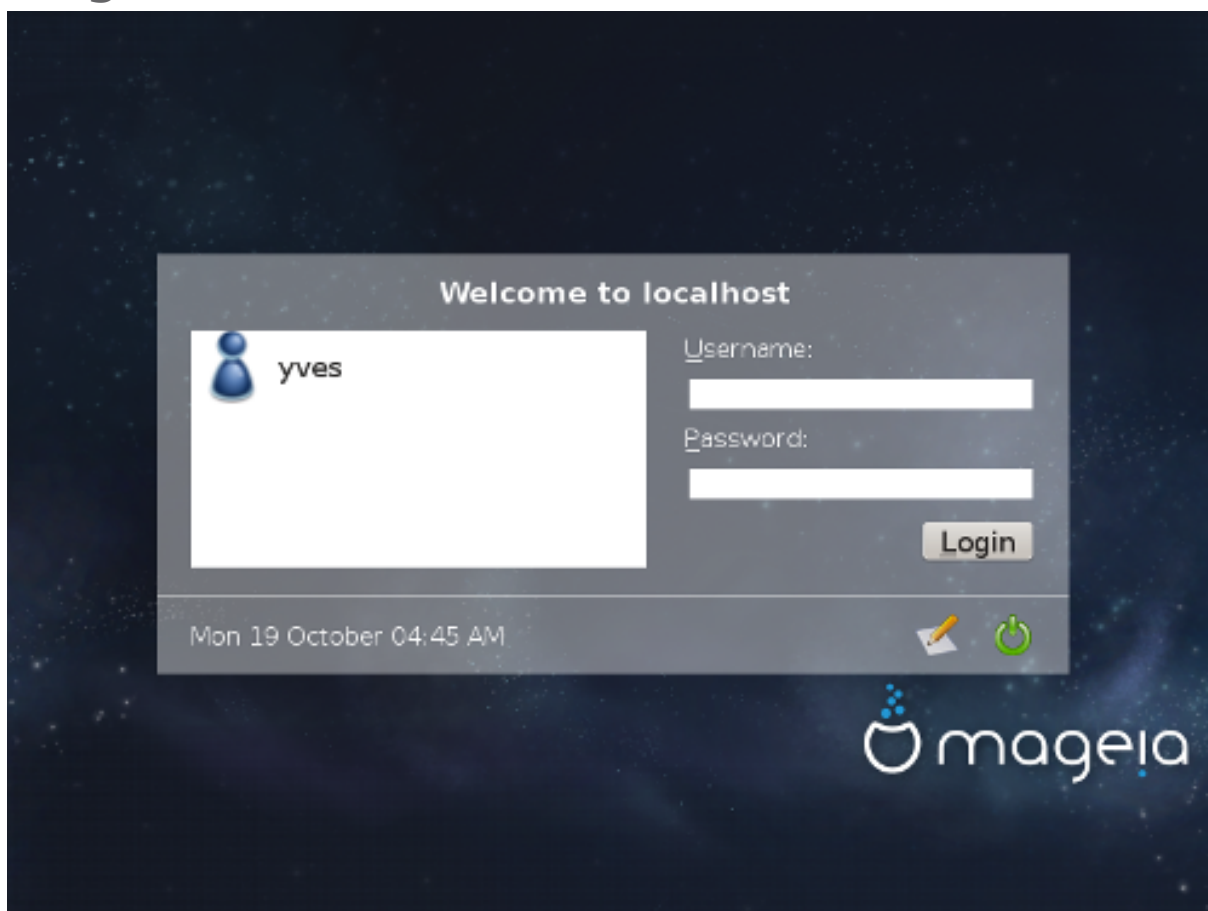 Welcome to localhost
yves
Username:
Password:
Login
Mon 19 October 04:45 AM
mageia